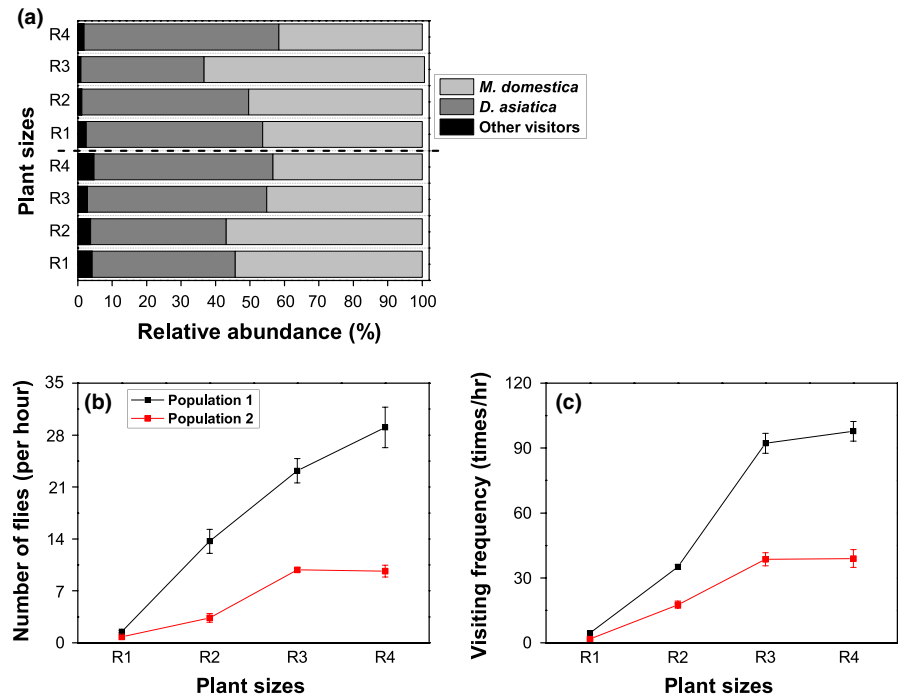 (a)
R4
R3
R2
R1
R4
R3
R2
R1
Plant sizes
0 10 20 30 40 50 60 70 80 90 100
Relative abundance (%)
M. domestica
D. asiatica
Other visitors
(b)
Population 1
Population 2
35
28
21
14
7
0
Number of flies (per hour)
R1 R2 R3 R4
Plant sizes
(c)
120
90
60
30
0
Visiting frequency (times/hr)
R1 R2 R3 R4
Plant sizes